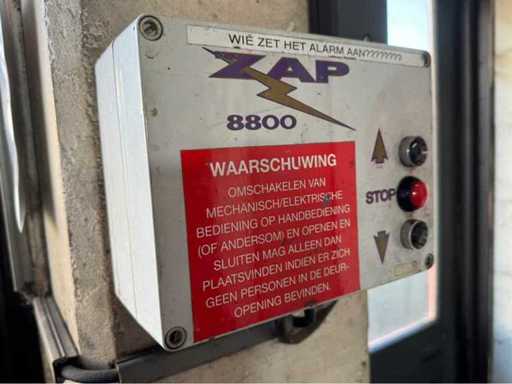 WIE ZET HET ALARM AAN????????
ZAP
8800
WAARSCHUWING
OMSCHAKELEN VAN
MECHANISCH/ELEKTRISCHE
BEDIENING OP HANDBEDIENING
(OF ANDERSOM) EN OPENEN EN
SLUITEN MAG ALLEEN DAN
PLAATSVINDEN INDIEN ER ZICH
GEEN PERSONEN IN DE DEUR-
OPENING BEVINDEN.
STOP